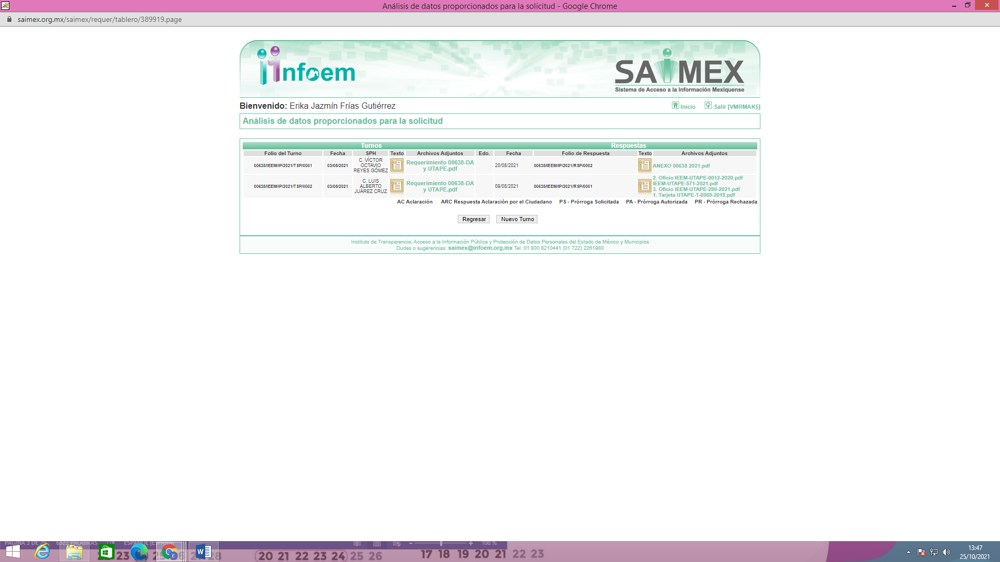 Análisis de datos proporcionados para la solicitud - Google Chrome
saimex.org.mx/saimex/requer/tablero/389919.page
infoem
SAIMEX
Sistema de Acceso a la Información Mexiquense
Bienvenido: Erika Jazmín Frías Gutiérrez
Inicio Salir [VMRMAK5]
Análisis de datos proporcionados para la solicitud
Turnos Respuestas
Folio del Turno Fecha SPH Texto Archivos Adjuntos Edo. Fecha Folio de Respuesta Texto Archivos Adjuntos
00638/IEEM/IP/2021/TSP/0001 03/08/2021 C. VÍCTOR OCTAVIO REYES GÓMEZ Requerimiento 00638-DA y UTAPE.pdf 20/08/2021 00638/IEEM/IP/2021/RSP/0002 ANEXO 00638 2021.pdf
00638/IEEM/IP/2021/TSP/0002 03/08/2021 C. LUIS ALBERTO JUÁREZ CRUZ Requerimiento 00638-DA y UTAPE.pdf 09/08/2021 00638/IEEM/IP/2021/RSP/0001
2. Oficio IEEM-UTAPE-0012-2020.pdf
IEEM-UTAPE-571-2021.pdf
3. Oficio IEEM-UTAPE-290-2021.pdf
1. Tarjeta UTAPE-T-0069-2019.pdf
AC Aclaración ARC Respuesta Aclaración por el Ciudadano PS - Prórroga Solicitada PA - Prórroga Autorizada PR - Prórroga Rechazada
Regresar Nuevo Turno
Instituto de Transparencia, Acceso a la Información Pública y Protección de Datos Personales del Estado de México y Municipios
Dudas o sugerencias: saimex@infoem.org.mx Tel. 01 800 8210441 (01 722) 2261980
PÁGINA 3 DE 29 6322 PALABRAS ESPAÑOL (ESPAÑA) 108 %
23
20 21 22 23 24 25 26
17 18 19 20 21 22 23
13:47
25/10/2021